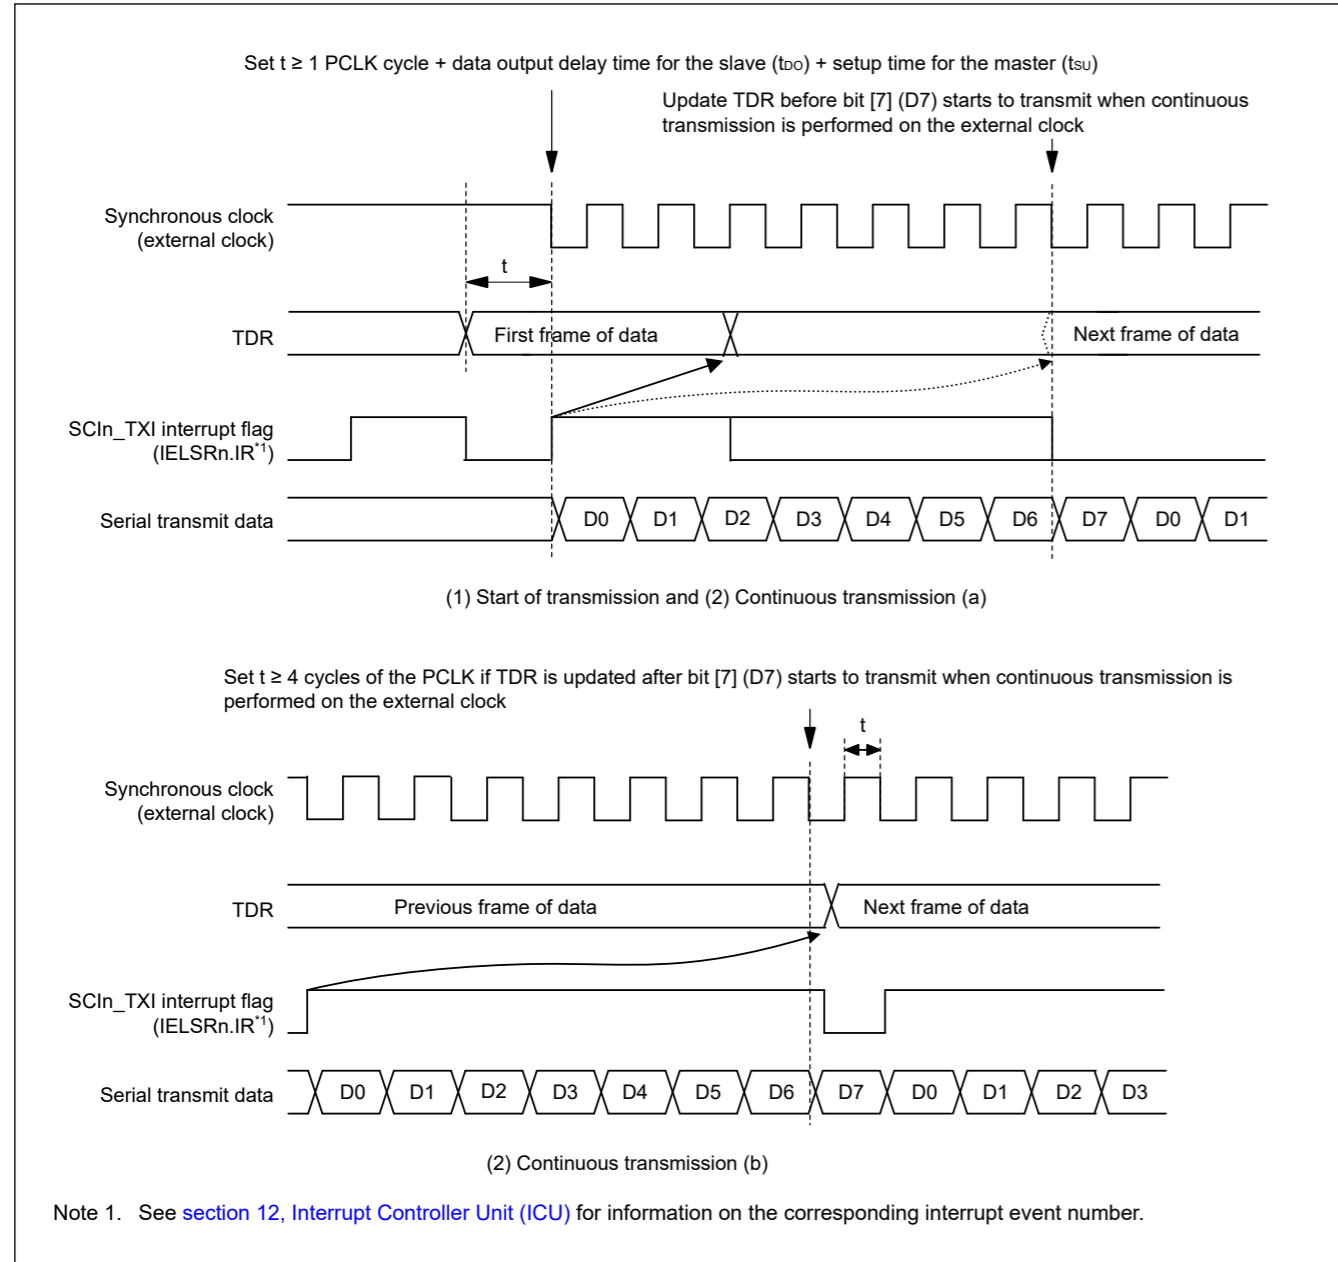 Set t ≥ 1 PCLK cycle + data output delay time for the slave (tDO) + setup time for the master (tSU)
Update TDR before bit [7] (D7) starts to transmit when continuous
transmission is performed on the external clock
Synchronous clock
(external clock)
t
TDR
First frame of data
Next frame of data
SCIn_TXI interrupt flag
(IELSRn.IR*1)
Serial transmit data
D0 D1 D2 D3 D4 D5 D6 D7 D0 D1
(1) Start of transmission and (2) Continuous transmission (a)
Set t ≥ 4 cycles of the PCLK if TDR is updated after bit [7] (D7) starts to transmit when continuous transmission is
performed on the external clock
t
Synchronous clock
(external clock)
TDR
Previous frame of data
Next frame of data
SCIn_TXI interrupt flag
(IELSRn.IR*1)
Serial transmit data
D0 D1 D2 D3 D4 D5 D6 D7 D0 D1 D2 D3
(2) Continuous transmission (b)
Note 1. See section 12, Interrupt Controller Unit (ICU) for information on the corresponding interrupt event number.